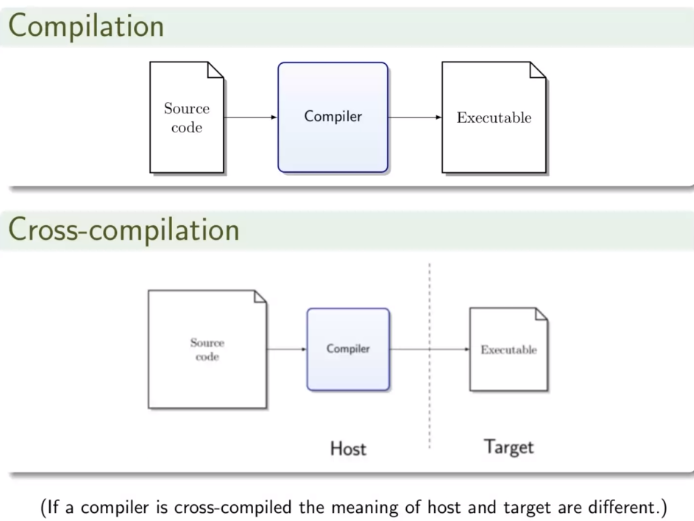 Compilation
Source
code
Compiler
Executable
Cross-compilation
Source
code
Compiler
Executable
Host
Target
(If a compiler is cross-compiled the meaning of host and target are different.)